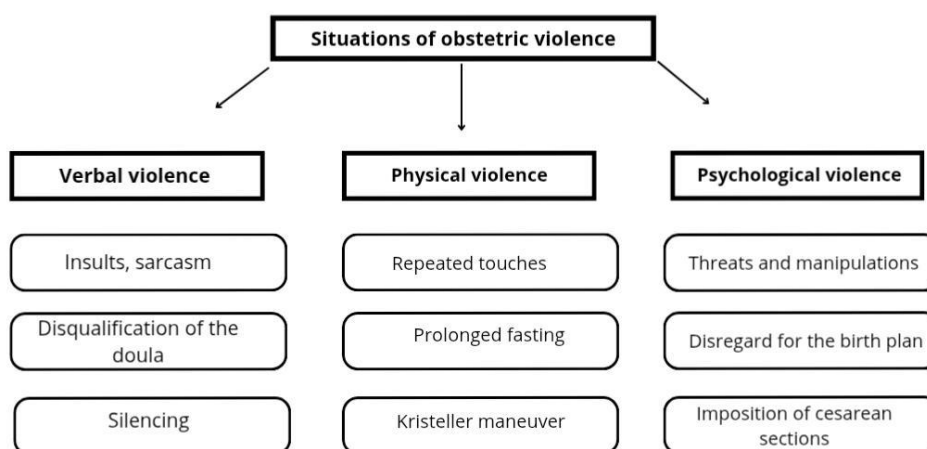 Situations of obstetric violence
Verbal violence
Physical violence
Psychological violence
Insults, sarcasm
Repeated touches
Threats and manipulations
Disqualification of the
doula
Prolonged fasting
Disregard for the birth plan
Silencing
Kristeller maneuver
Imposition of cesarean
sections